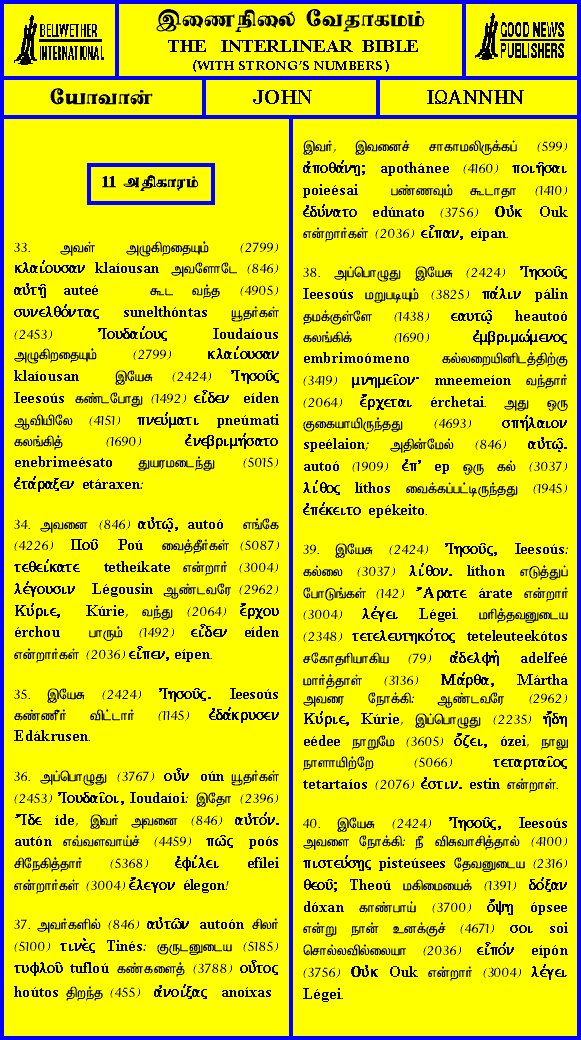 BELLWETHER
INTERNATIONAL
இணைநிலை வேதாகமம்
THE INTERLINEAR BIBLE
(WITH STRONG'S NUMBERS)
GOOD NEWS
PUBLISHERS
யோவான்
JOHN
ΙΩΑΝΝΗΝ
11 அதிகாரம்
33. அவள் அழுகிறதையும் (2799)
κλαίουσαν klaíousan அவளோடே (846)
αὐτῇ auteé கூட வந்த (4905)
συνελθόντας sunelthóntas யூதர்கள்
(2453) Ἰουδαίους Ioudaíous
அழுகிறதையும் (2799) κλαίουσαν
klaíousan இயேசு (2424) Ἰησοῦς
Ieesoús கண்டபோது (1492) εἶδεν eíden
ஆவியிலே (4151) πνεύματι pneúmati
கலங்கித் (1690) ἐνεβριμήσατο
enebrimeésato துயரமடைந்து (5015)
ἐτάραξεν etáraxen:
34. அவனை (846) αὐτῷ, autoó எங்கே
(4226) Ποῦ Poú வைத்தீர்கள் (5087)
τεθείκατε tetheíkate என்றார் (3004)
λέγουσιν Légousin ஆண்டவரே (2962)
Κύριε, Kúrie, வந்து (2064) ἔρχου
érchou பாரும் (1492) εἶδεν eíden
என்றார்கள் (2036) εἶπεν, eípen.
35. இயேசு (2424) Ἰησοῦς. Ieesoús
கண்ணீர் விட்டார் (1145) ἐδάκρυσεν
Edákrusen.
36. அப்பொழுது (3767) οὖν oún யூதர்கள்
(2453) Ἰουδαῖοι, Ioudaíoi: இதோ (2396)
Ἴδε íde, இவர் அவனை (846) αὐτόν.
autón எவ்வளவாய்ச் (4459) πῶς poós
சிநேகித்தார் (5368) ἐφίλει efílei
என்றார்கள் (3004) ἔλεγον élegon!
37. அவர்களில் (846) αὐτῶν autoón சிலர்
(5100) τινὲς Tinés: குருடனுடைய (5185)
τυφλοῦ tufloú கண்களைத் (3788) οὗτος
hoútos திறந்த (455) ἀνοίξας anoíxas
இவர், இவனைச் சாகாமலிருக்கப் (599)
ἀποθάνῃ; apothánee (4160) ποιῆσαι
poieésai பண்ணவும் கூடாதா (1410)
ἐδύνατο edúnato (3756) Οὐκ Ouk
என்றார்கள் (2036) εἶπαν, eípan.
38. அப்பொழுது இயேசு (2424) Ἰησοῦς
Ieesoús மறுபடியும் (3825) πάλιν pálin
தமக்குள்ளே (1438) εαυτῷ heautoó
கலங்கிக் (1690) ἐμβριμώμενος
embrimoómeno கல்லறையினிடத்திற்கு
(3419) μνημεῖον· mneemeíon வந்தார்
(2064) ἔρχεται érchetai. அது ஒரு
குகையாயிருந்தது (4693) σπήλαιον
speélaion; அதின்மேல் (846) αὐτῷ.
autoó (1909) ἐπ' ep ஒரு கல் (3037)
λίθος líthos வைக்கப்பட்டிருந்தது (1945)
ἐπέκειτο epékeito.
39. இயேசு (2424) Ἰησοῦς, Ieesoús:
கல்லை (3037) λίθον. líthon எடுத்துப்
போடுங்கள் (142) Ἄρατε árate என்றார்
(3004) λέγει Légei. மரித்தவனுடைய
(2348) τετελευτηκότος teteleuteekótos
சகோதரியாகிய (79) ἀδελφὴ adelfeé
மார்த்தாள் (3136) Μάρθα, Mártha
அவரை நோக்கி: ஆண்டவரே (2962)
Κύριε, Kúrie, இப்பொழுது (2235) ἤδη
eédee நாறுமே (3605) ὄζει, ózei, நாலு
நாளாயிற்றே (5066) τεταρταῖος
tetartaíos (2076) ἐστιν. estin என்றாள்.
40. இயேசு (2424) Ἰησοῦς, Ieesoús
அவளை நோக்கி: நீ விசுவாசித்தால் (4100)
πιστεύσῃς pisteúsees தேவனுடைய (2316)
θεοῦ; Theoú மகிமையைக் (1391) δόξαν
dóxan காண்பாய் (3700) ὄψῃ ópsee
என்று நான் உனக்குச் (4671) σοι soi
சொல்லவில்லையா (2036) εἶπόν eípón
(3756) Οὐκ Ouk என்றார் (3004) λέγει
Légei.